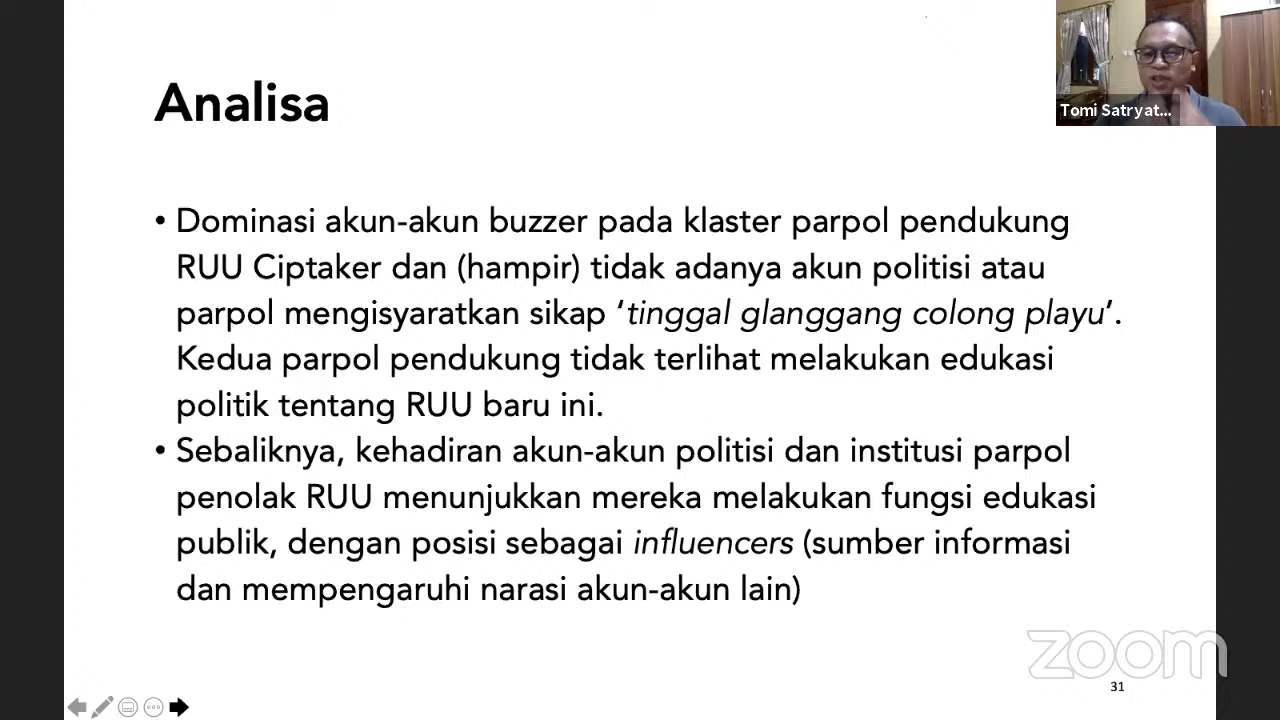 Analisa
Tomi Satryat...
• Dominasi akun-akun buzzer pada klaster parpol pendukung
RUU Ciptaker dan (hampir) tidak adanya akun politisi atau
parpol mengisyaratkan sikap ‘tinggal glanggang colong playu’.
Kedua parpol pendukung tidak terlihat melakukan edukasi
politik tentang RUU baru ini.
• Sebaliknya, kehadiran akun-akun politisi dan institusi parpol
penolak RUU menunjukkan mereka melakukan fungsi edukasi
publik, dengan posisi sebagai influencers (sumber informasi
dan mempengaruhi narasi akun-akun lain)
zoom
31